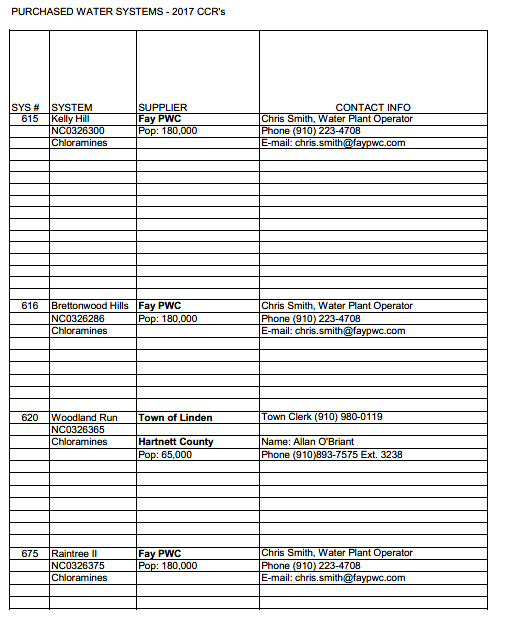 PURCHASED WATER SYSTEMS - 2017 CCR's
SYS # SYSTEM SUPPLIER CONTACT INFO
615 Kelly Hill Fay PWC Chris Smith, Water Plant Operator
NC0326300 Pop: 180,000 Phone (910) 223-4708
Chloramines E-mail: chris.smith@faypwc.com
616 Brettonwood Hills Fay PWC Chris Smith, Water Plant Operator
NC0326286 Pop: 180,000 Phone (910) 223-4708
Chloramines E-mail: chris.smith@faypwc.com
620 Woodland Run Town of Linden Town Clerk (910) 980-0119
NC0326365
Chloramines Hartnett County Name: Allan O'Briant
Pop: 65,000 Phone (910)893-7575 Ext. 3238
675 Raintree II Fay PWC Chris Smith, Water Plant Operator
NC0326375 Pop: 180,000 Phone (910) 223-4708
Chloramines E-mail: chris.smith@faypwc.com